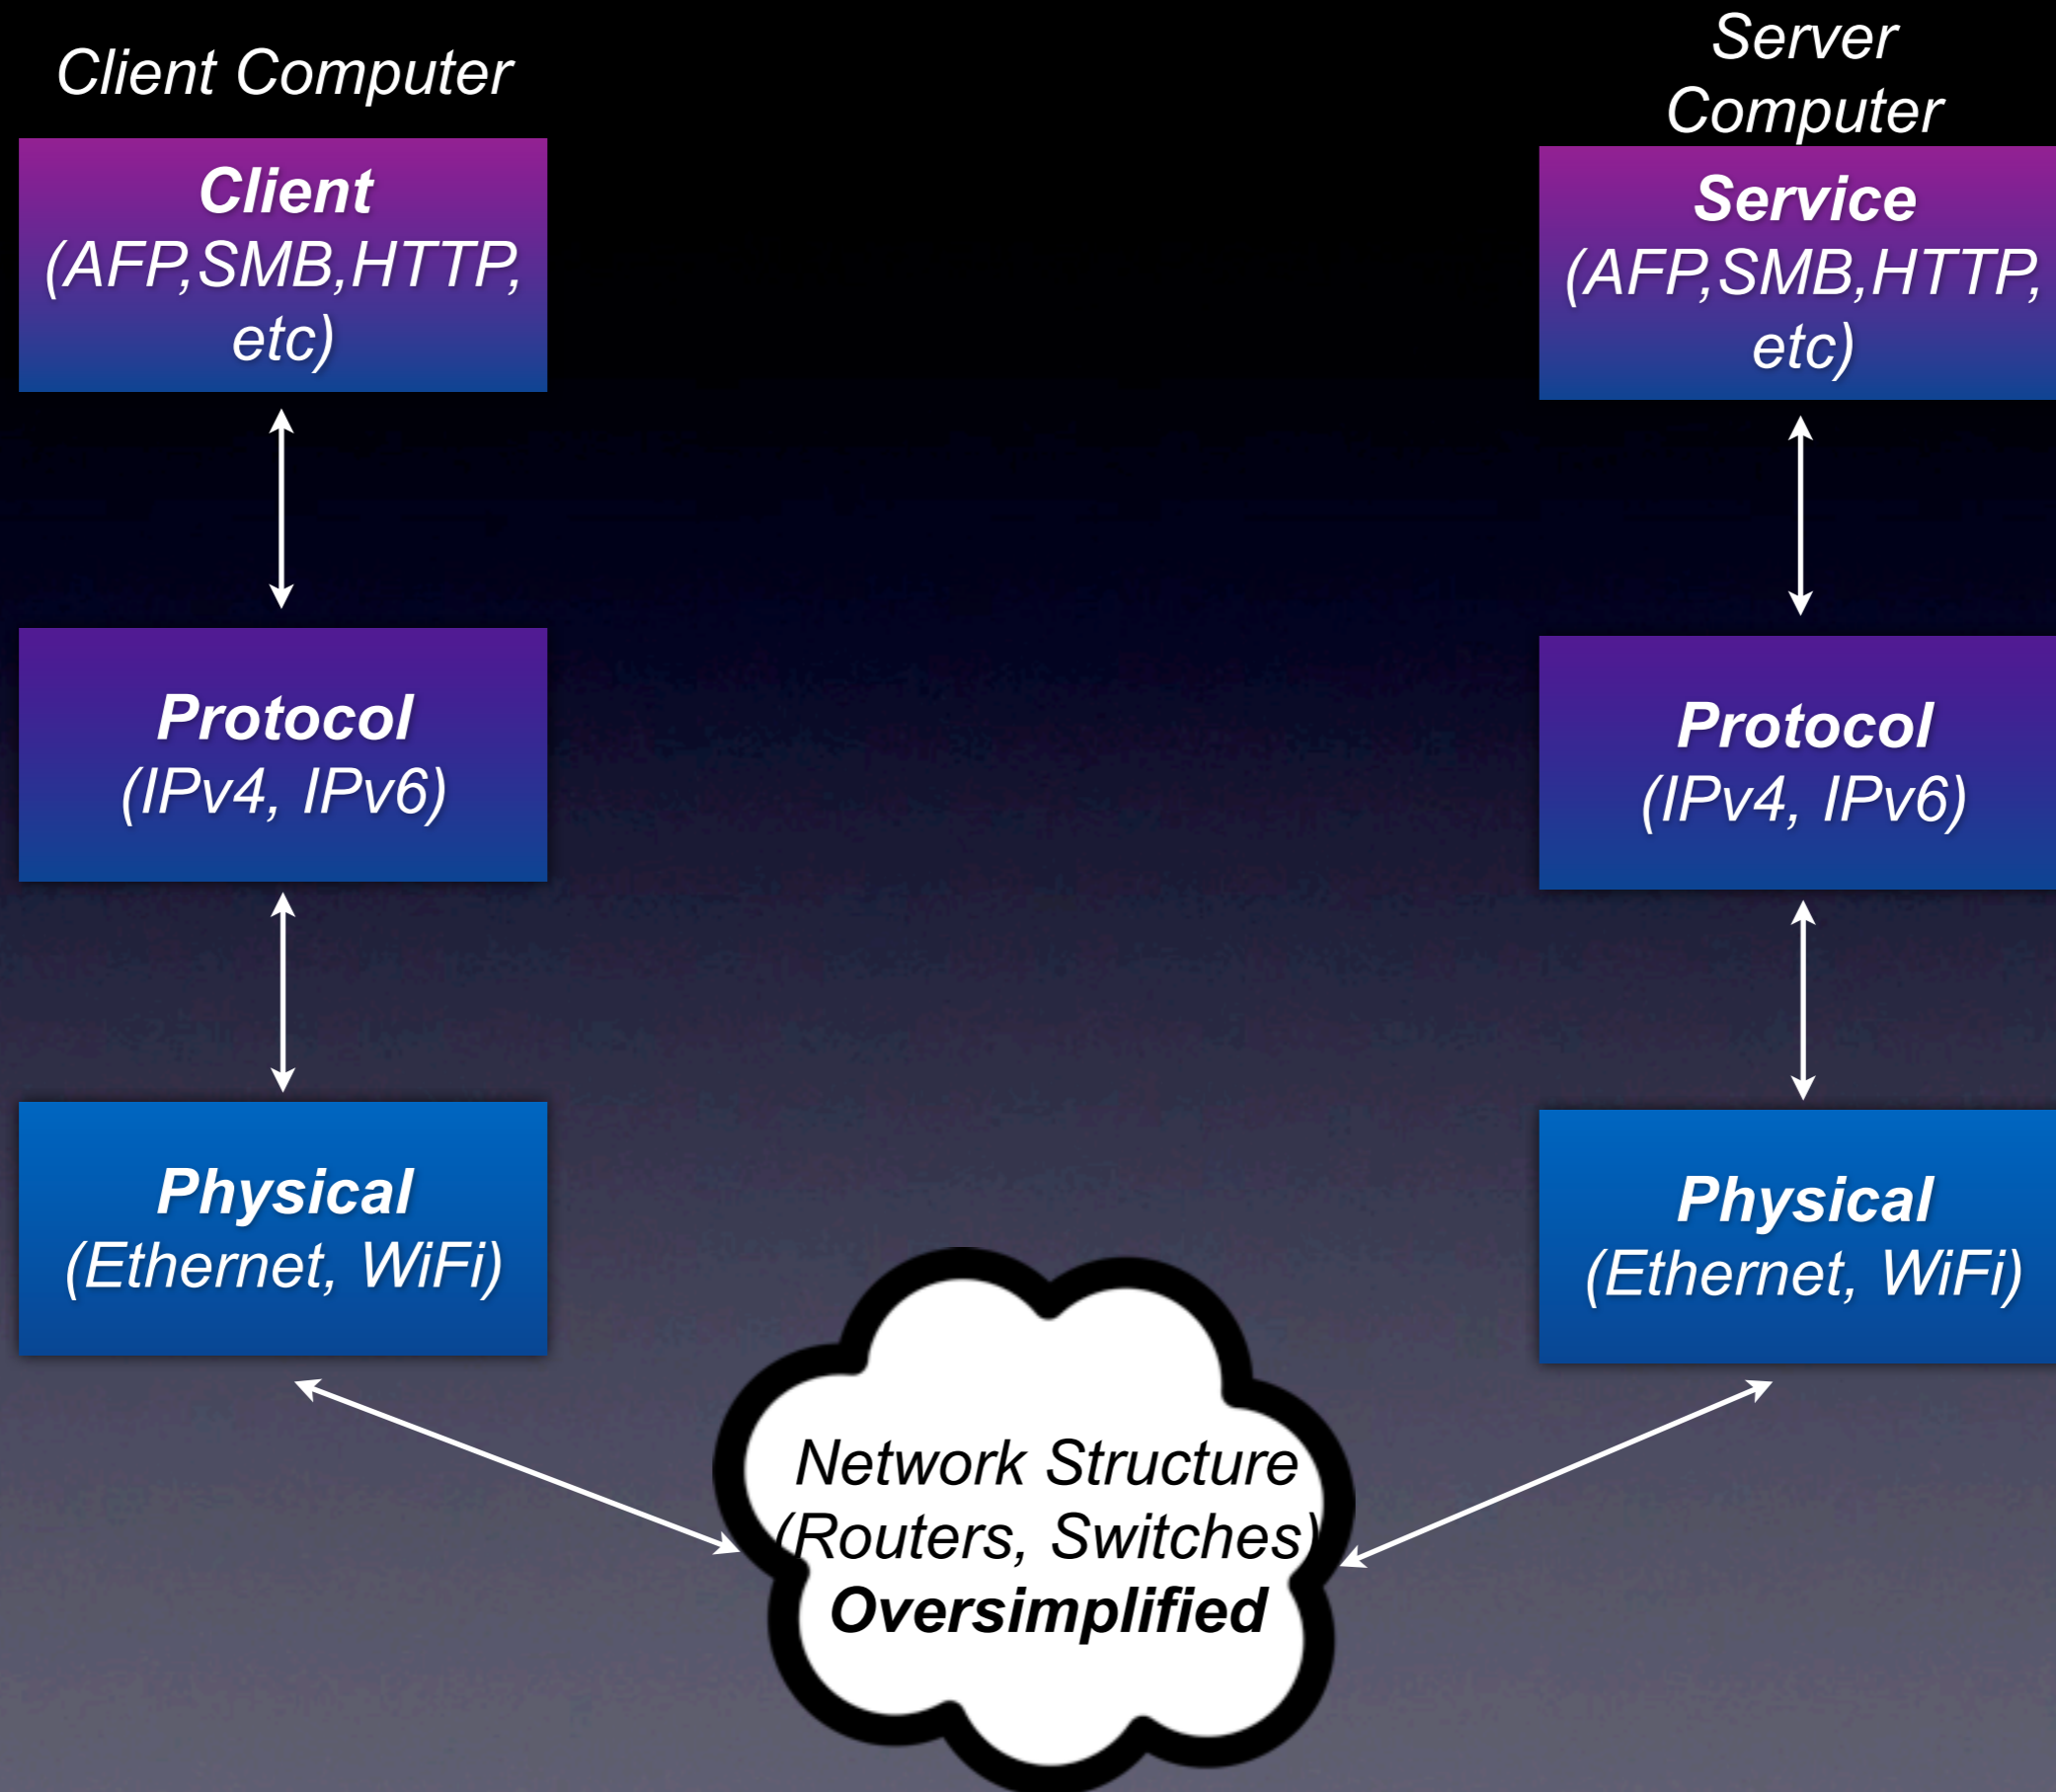 Client Computer
Client
(AFP,SMB,HTTP,
etc)
Protocol
(IPv4, IPv6)
Physical
(Ethernet, WiFi)
Server
Computer
Service
(AFP,SMB,HTTP,
etc)
Protocol
(IPv4, IPv6)
Physical
(Ethernet, WiFi)
Network Structure
(Routers, Switches)
Oversimplified